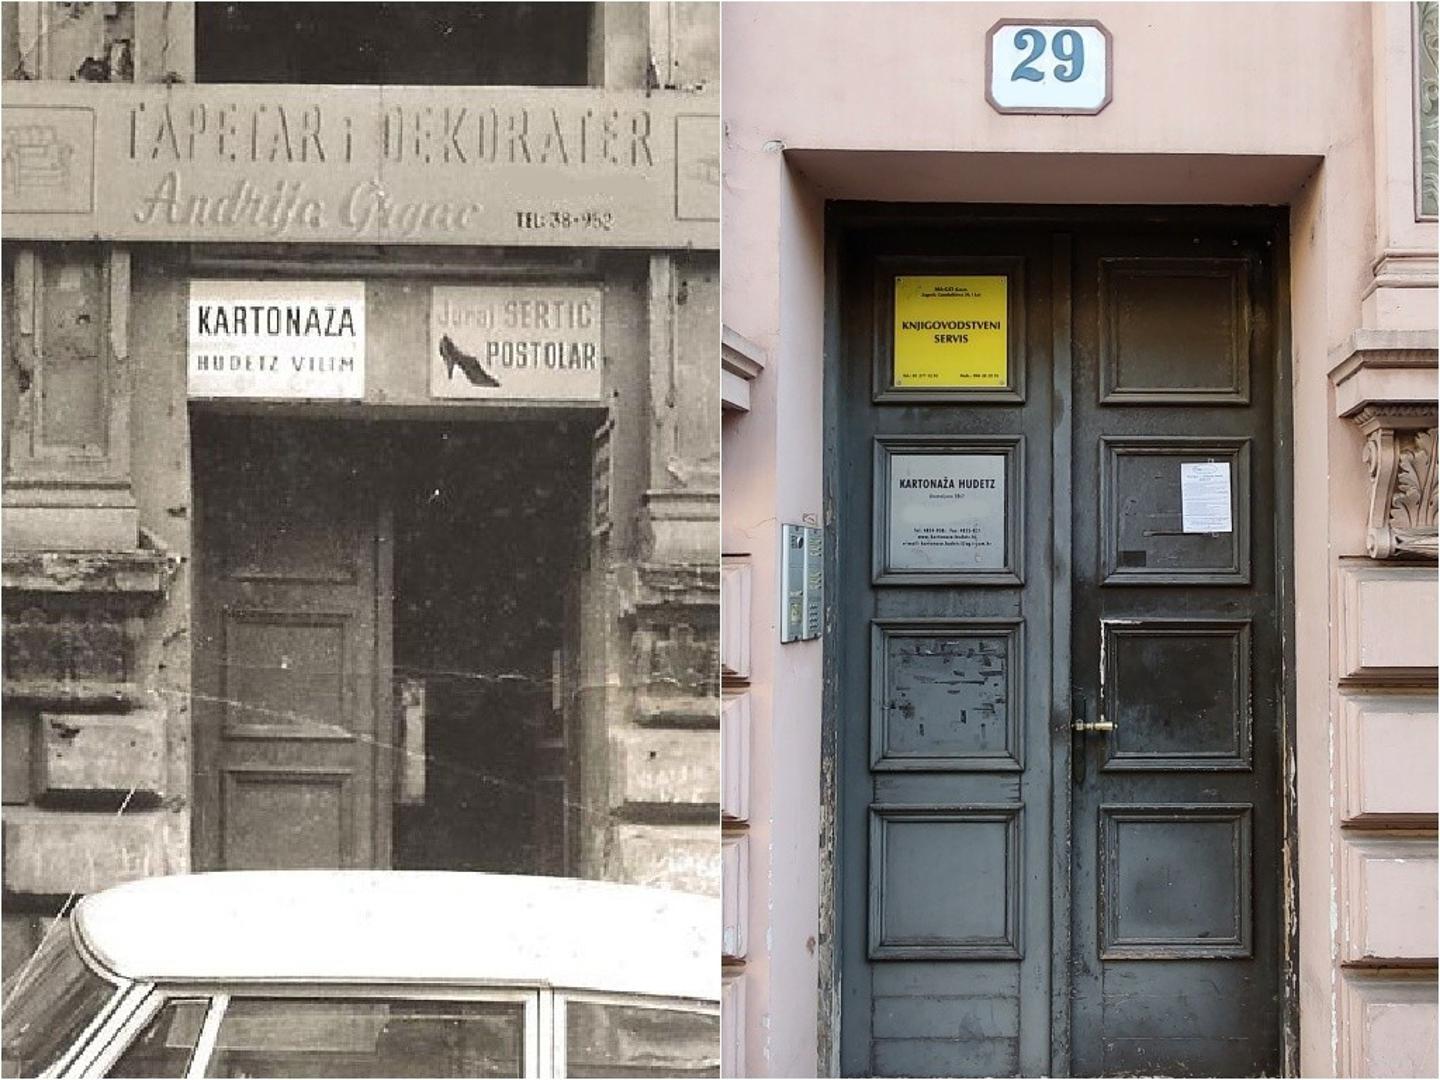 TAPETAR i DEKORATER
Andrija Grgac
TEL: 38-952
KARTONAŽA
HUDETZ VILIM
Juraj SERTIĆ
POSTOLAR
29
KNJIGOVODSTVENI
SERVIS
KARTONAŽA HUDETZ